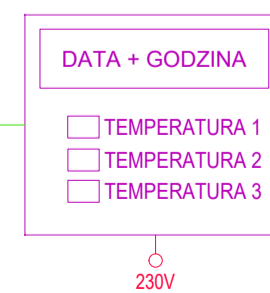 DATA + GODZINA
TEMPERATURA 1
TEMPERATURA 2
TEMPERATURA 3
230V